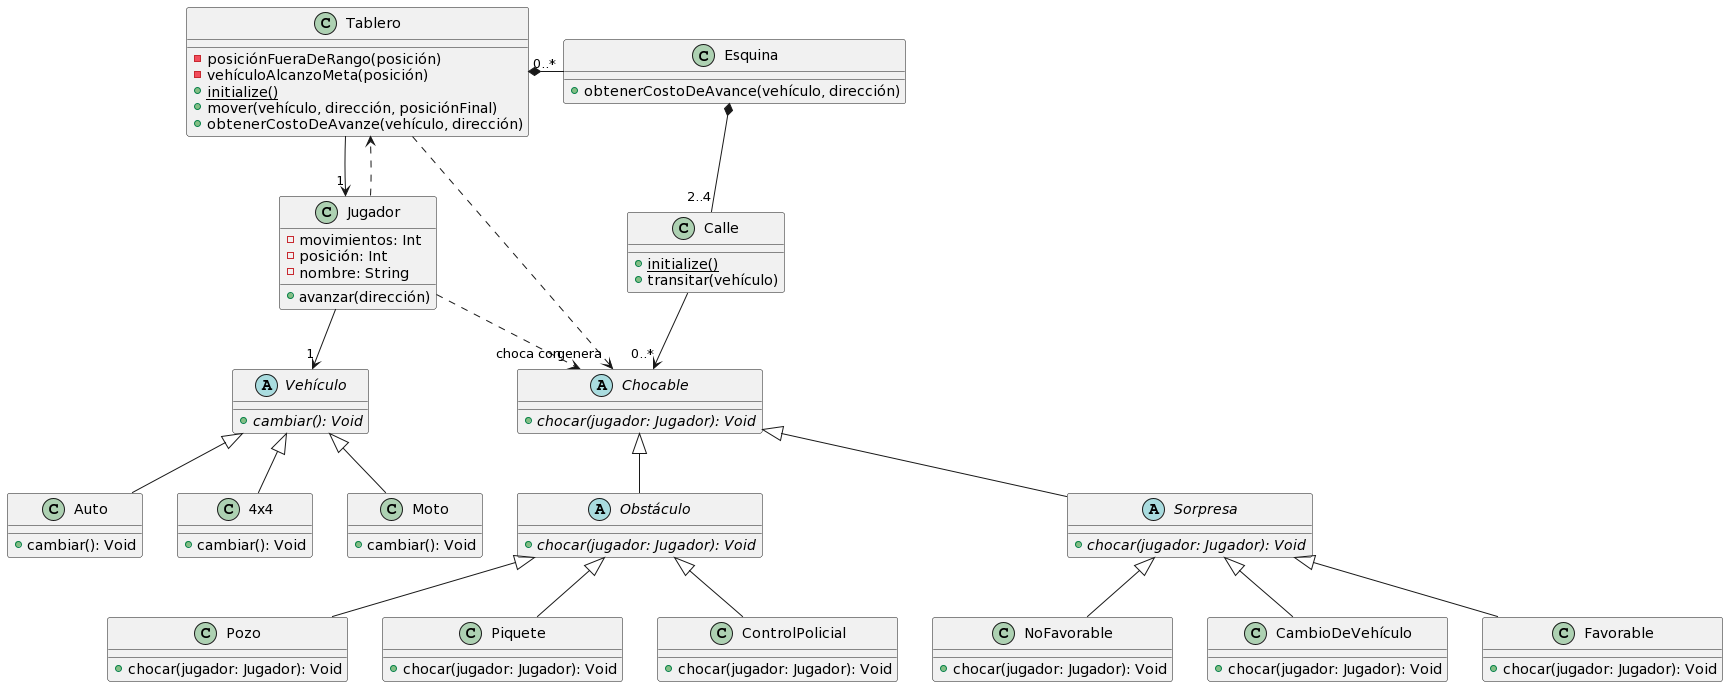 C Tablero
posiciónFueraDeRango(posición)
vehículoAlcanzoMeta(posición)
initialize()
mover(vehículo, dirección, posiciónFinal)
obtenerCostoDeAvanze(vehículo, dirección)
0..*
C Esquina
obtenerCostoDeAvance(vehículo, dirección)
1
2..4
C Jugador
movimientos: Int
posición: Int
nombre: String
avanzar(dirección)
C Calle
initialize()
transitar(vehículo)
1
choca con
genera
0..*
A Vehículo
cambiar(): Void
A Chocable
chocar(jugador: Jugador): Void
C Auto
cambiar(): Void
C 4x4
cambiar(): Void
C Moto
cambiar(): Void
A Obstáculo
chocar(jugador: Jugador): Void
A Sorpresa
chocar(jugador: Jugador): Void
C Pozo
chocar(jugador: Jugador): Void
C Piquete
chocar(jugador: Jugador): Void
C ControlPolicial
chocar(jugador: Jugador): Void
C NoFavorable
chocar(jugador: Jugador): Void
C CambioDeVehículo
chocar(jugador: Jugador): Void
C Favorable
chocar(jugador: Jugador): Void